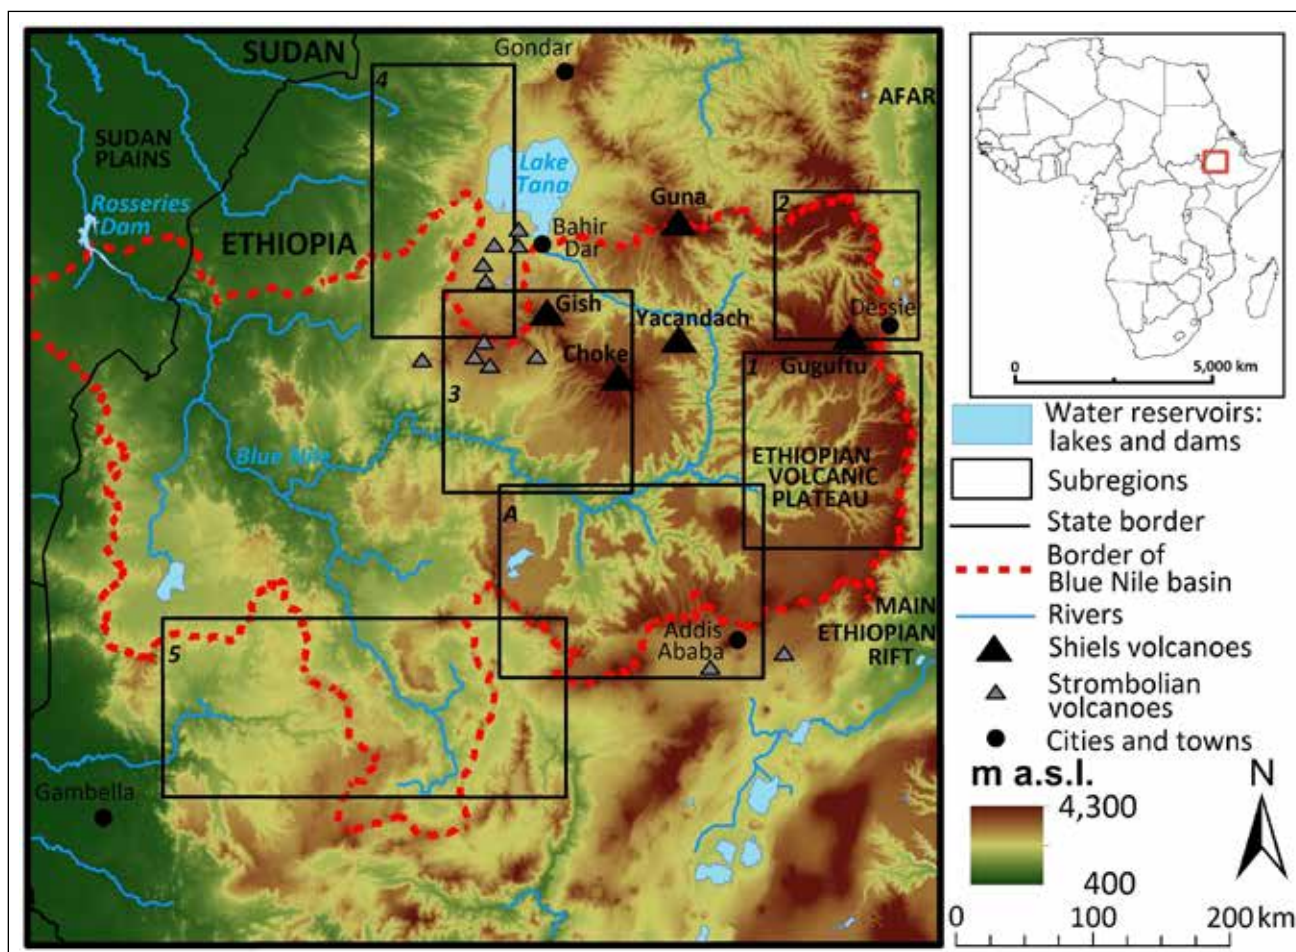 SUDAN
Gondar
4
AFAR
SUDAN
PLAINS
Lake
Tana
Rosseries
Dam
ETHIOPIA
Guna
2
Bahir
Dar
Dessie
Gish
Yacandach
Choke
Guguftu
1
3
Blue Nile
ETHIOPIAN
VOLCANIC
PLATEAU
A
MAIN
ETHIOPIAN
RIFT
Addis
Ababa
5
Gambella
0
5,000 km
Water reservoirs:
lakes and dams
Subregions
State border
Border of
Blue Nile basin
Rivers
Shiels volcanoes
Strombolian
volcanoes
Cities and towns
m a.s.l.
N
4,300
400
0 100 200 km